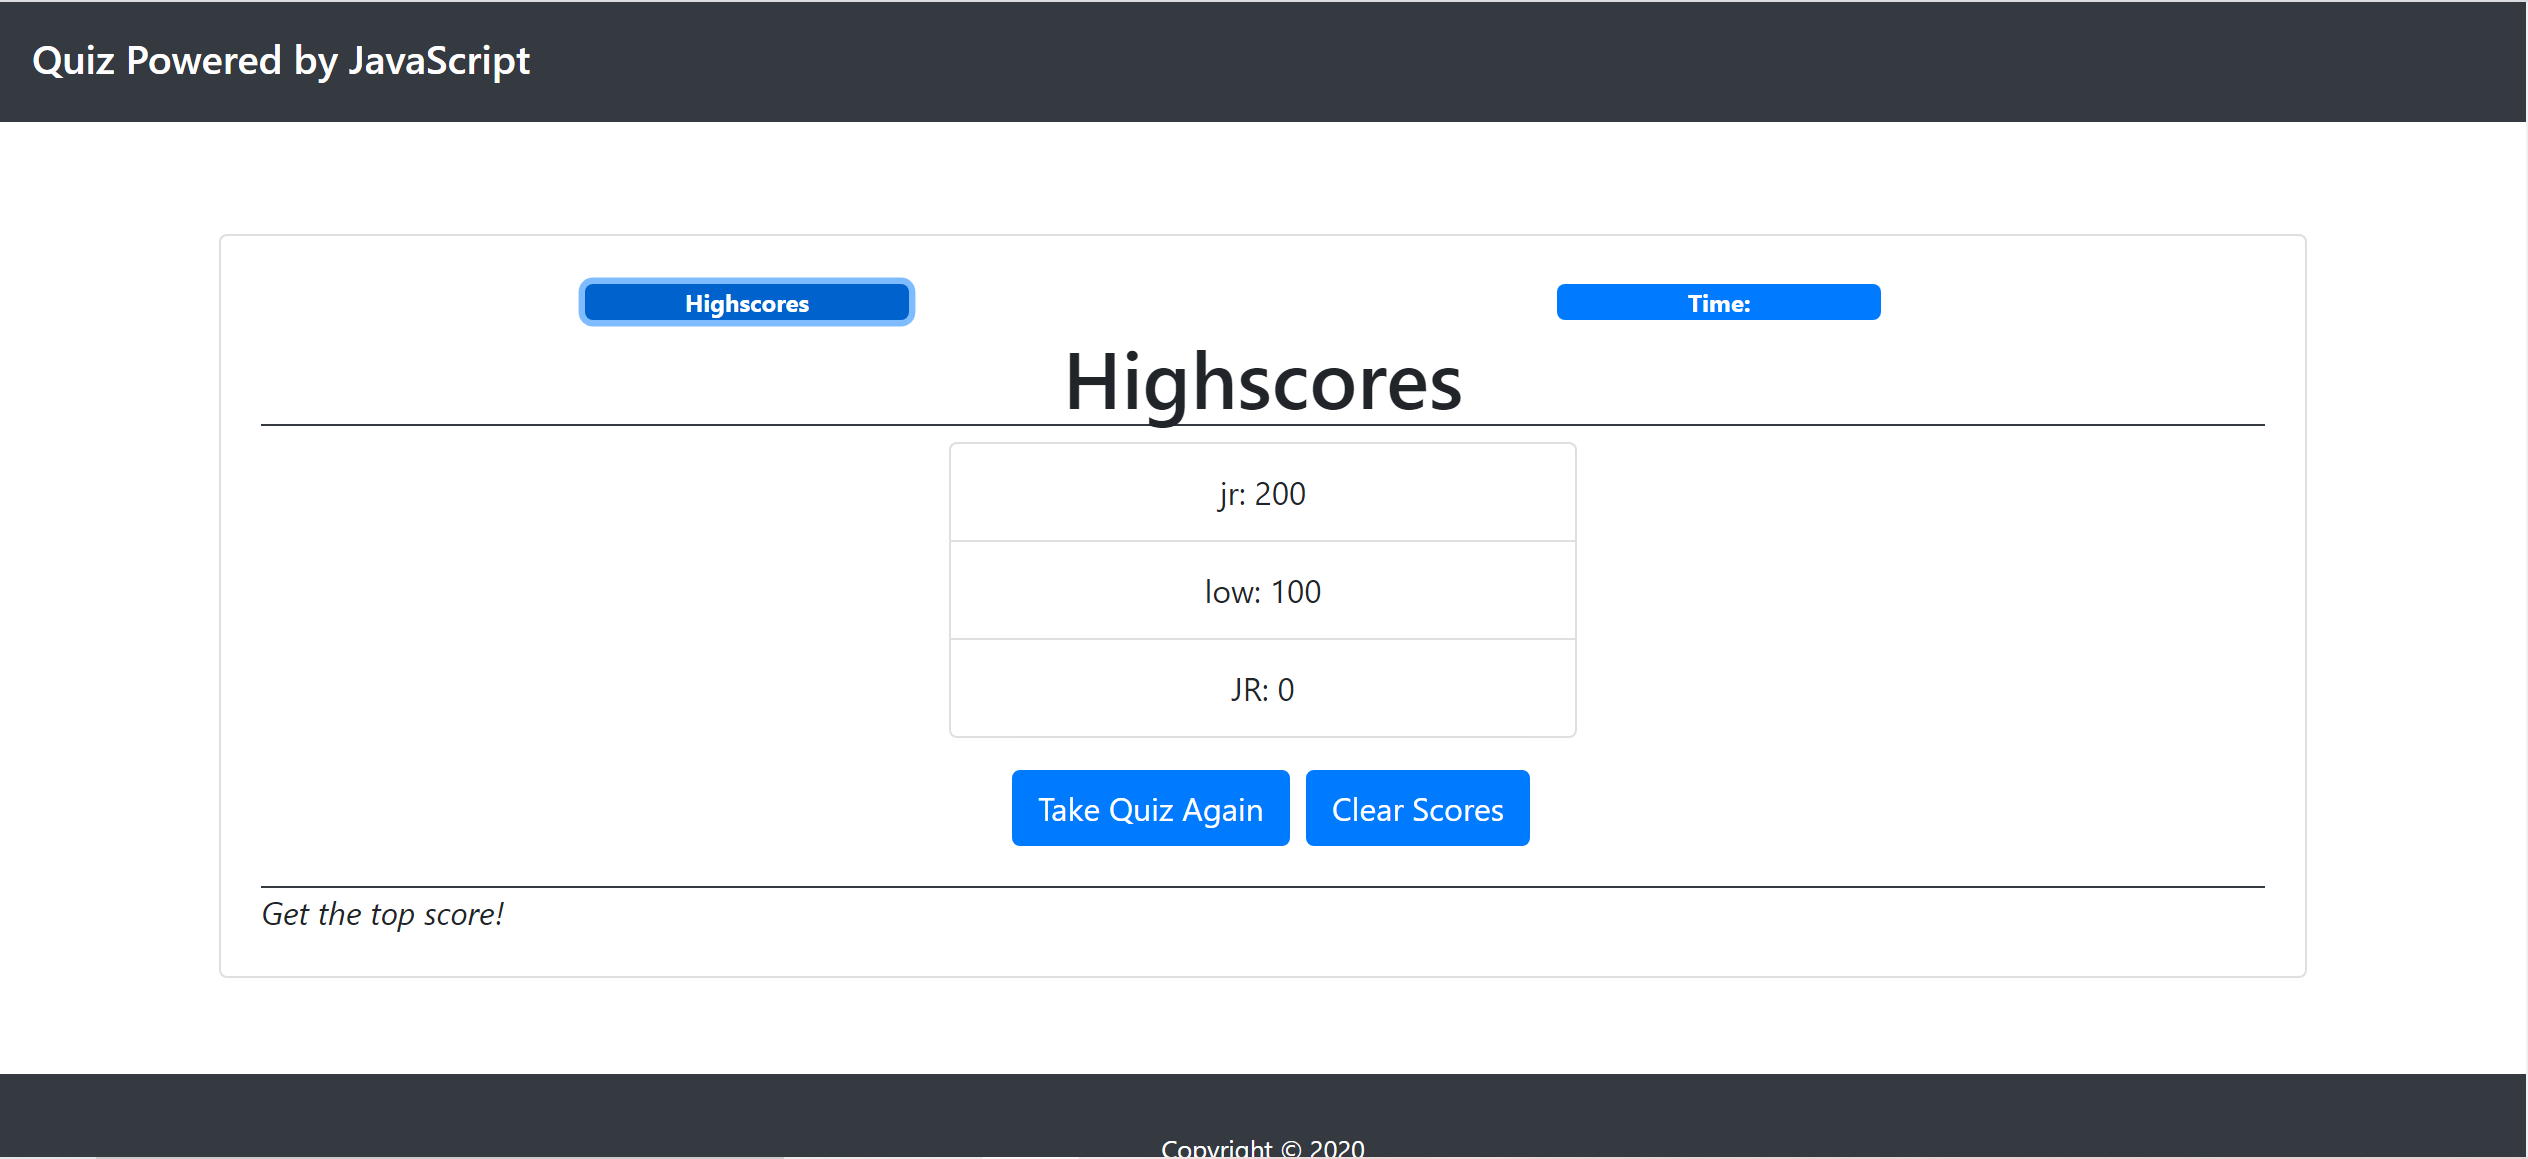 Quiz Powered by JavaScript
Highscores
Time:
Highscores
jr: 200
low: 100
JR: 0
Take Quiz Again
Clear Scores
Get the top score!
Copyright © 2020